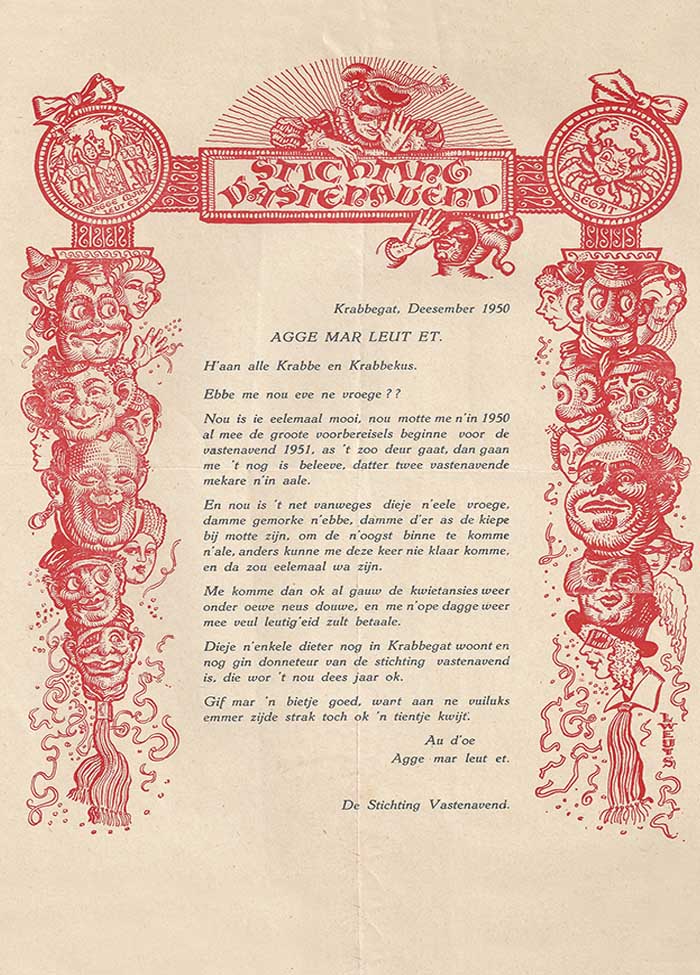 STICHTING
VASTENAVEND
BEGAT
Krabbegat, Deesember 1950
AGGE MAR LEUT ET.
H'aan alle Krabbe en Krabbekus.
Ebbe me nou eve ne vroege ??
Nou is ie eelemaal mooi, nou motte me n'in 1950
al mee de groote voorbereisels beginne voor de
vastenavend 1951, as 't zoo deur gaat, dan gaan
me 't nog is beleeve, datter twee vastenavende
mekare n'in aale.
En nou is 't net vanweges dieje n'eele vroege,
damme gemorke n'ebbe, damme d'er as de kiepe
bij motte zijn, om de n'oogst binne te komme
n'ale, anders kunne me deze keer nie klaar komme,
en da zou eelemaal wa zijn.
Me komme dan ok al gauw de kwietansies weer
onder oewe neus douwe, en me n'ope dagge weer
mee veul leutig'eid zult betaale.
Dieje n'enkele dieter nog in Krabbegat woont en
nog gin donneteur van de stichting vastenavend
is, die wor 't nou dees jaar ok.
Gif mar 'n bietje goed, want aan ne vuiluks
emmer zijde strak toch ok 'n tientje kwijt.
Au d'oe
Agge mar leut et.
De Stichting Vastenavend.
L.WEIJTS